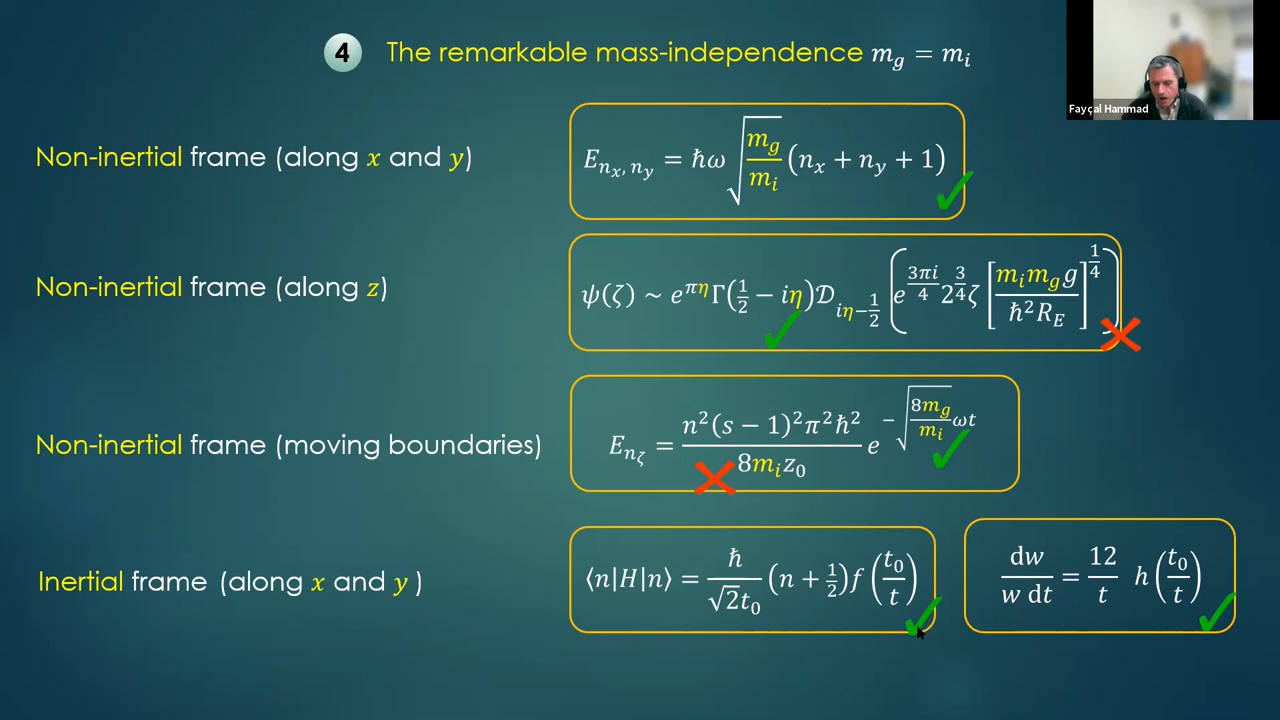 4 The remarkable mass-independence m_g = m_i
Fayçal Hammad
Non-inertial frame (along x and y) E_{n_x, n_y} = ℏω √(m_g/m_i) (n_x + n_y + 1)
Non-inertial frame (along z) ψ(ζ) ~ e^{πη} Γ(1/2 − iη) 𝒟_{iη−1/2} (e^{3πi/4} 2^{3/4} ζ [m_i m_g g / ℏ² R_E]^{1/4})
Non-inertial frame (moving boundaries) E_{n_ζ} = n²(s − 1)²π²ℏ² / 8m_i z_0 e^{−√(8m_g/m_i) ωt}
Inertial frame (along x and y ) ⟨n|H|n⟩ = ℏ/(√2 t_0) (n + 1/2) f(t_0/t) dw/(w dt) = 12/t h(t_0/t)